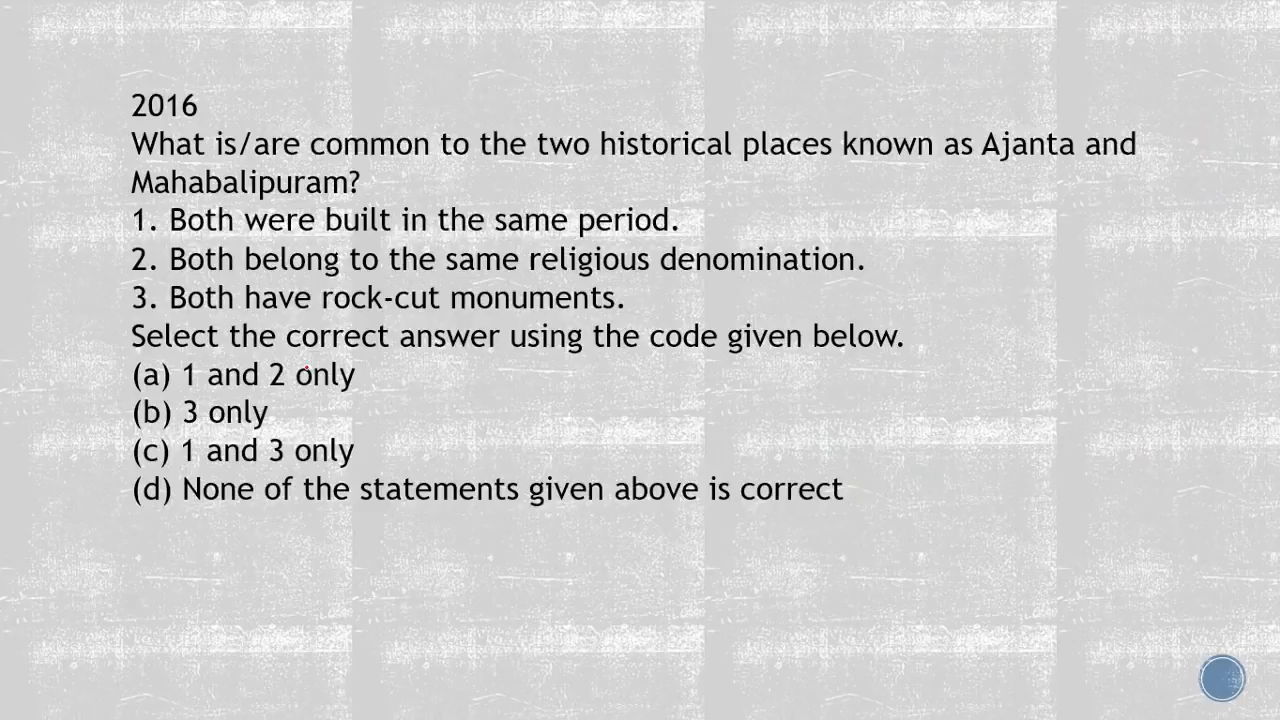 2016
What is/are common to the two historical places known as Ajanta and
Mahabalipuram?
1. Both were built in the same period.
2. Both belong to the same religious denomination.
3. Both have rock-cut monuments.
Select the correct answer using the code given below.
(a) 1 and 2 only
(b) 3 only
(c) 1 and 3 only
(d) None of the statements given above is correct